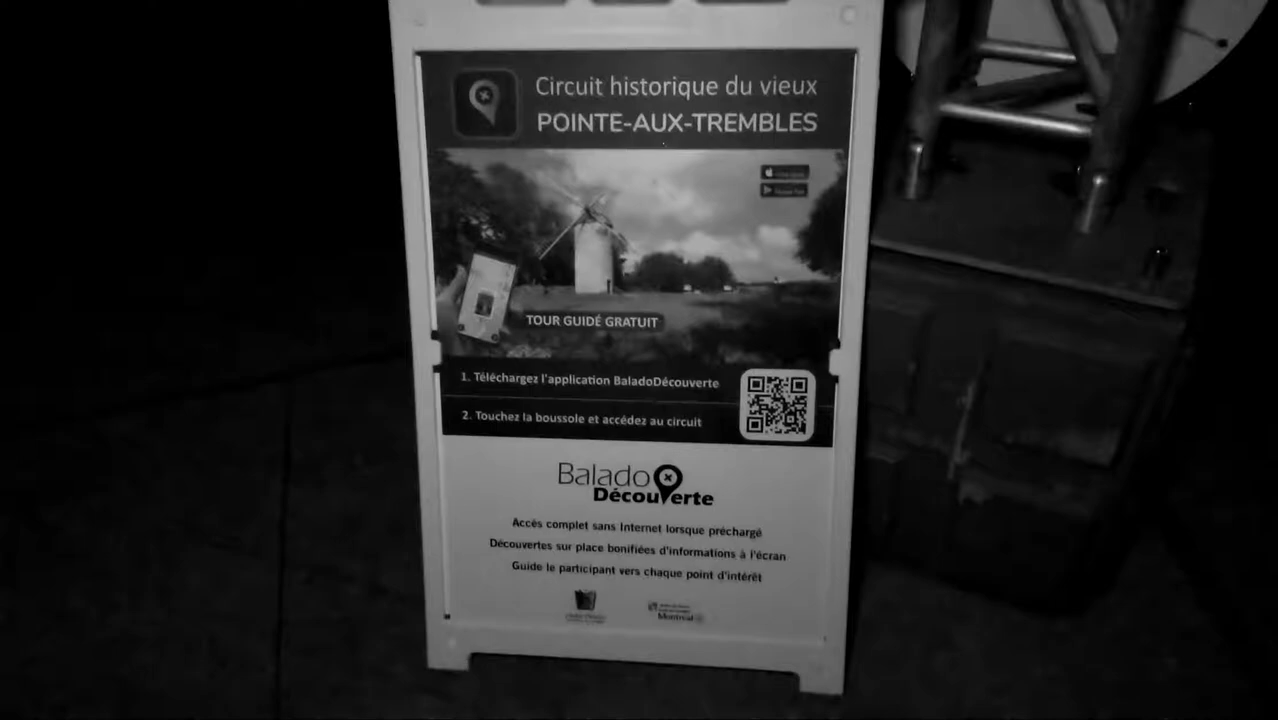 Circuit historique du vieux
POINTE-AUX-TREMBLES
TOUR GUIDÉ GRATUIT
1. Téléchargez l'application BaladoDécouverte
2. Touchez la boussole et accédez au circuit
Balado
Découverte
Accès complet sans Internet lorsque préchargé
Découvertes sur place bonifiées d'informations à l'écran
Guide le participant vers chaque point d'intérêt
Montréal